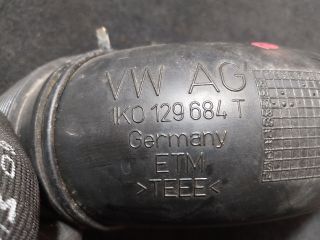 VW AG
1K0 129 684 T
Germany
ETM
>TEEE<